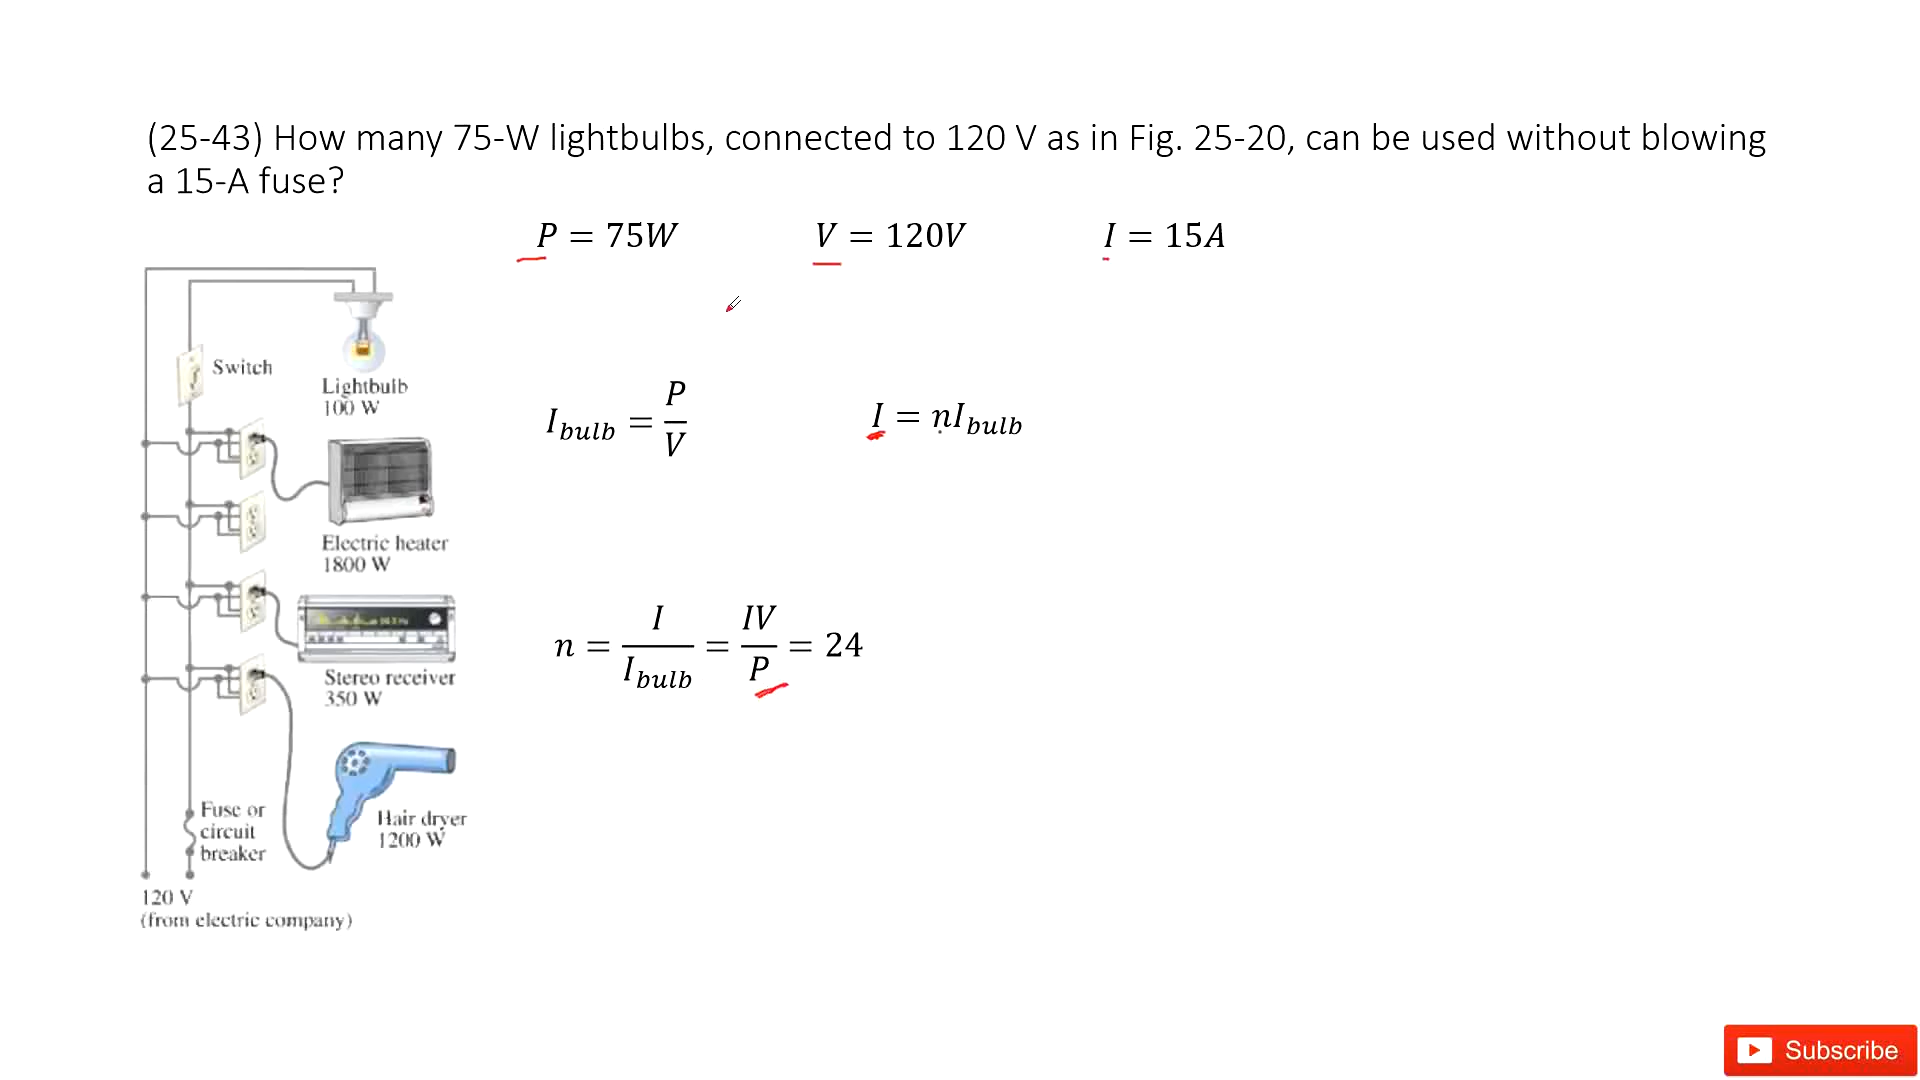 (25-43) How many 75-W lightbulbs, connected to 120 V as in Fig. 25-20, can be used without blowing
a 15-A fuse?
P = 75W V = 120V I = 15A
Switch
Lightbulb
100 W
I_bulb = P/V I = nI_bulb
Electric heater
1800 W
n = I/I_bulb = IV/P = 24
Stereo receiver
350 W
Fuse or
circuit
breaker
Hair dryer
1200 W
120 V
(from electric company)
Subscribe